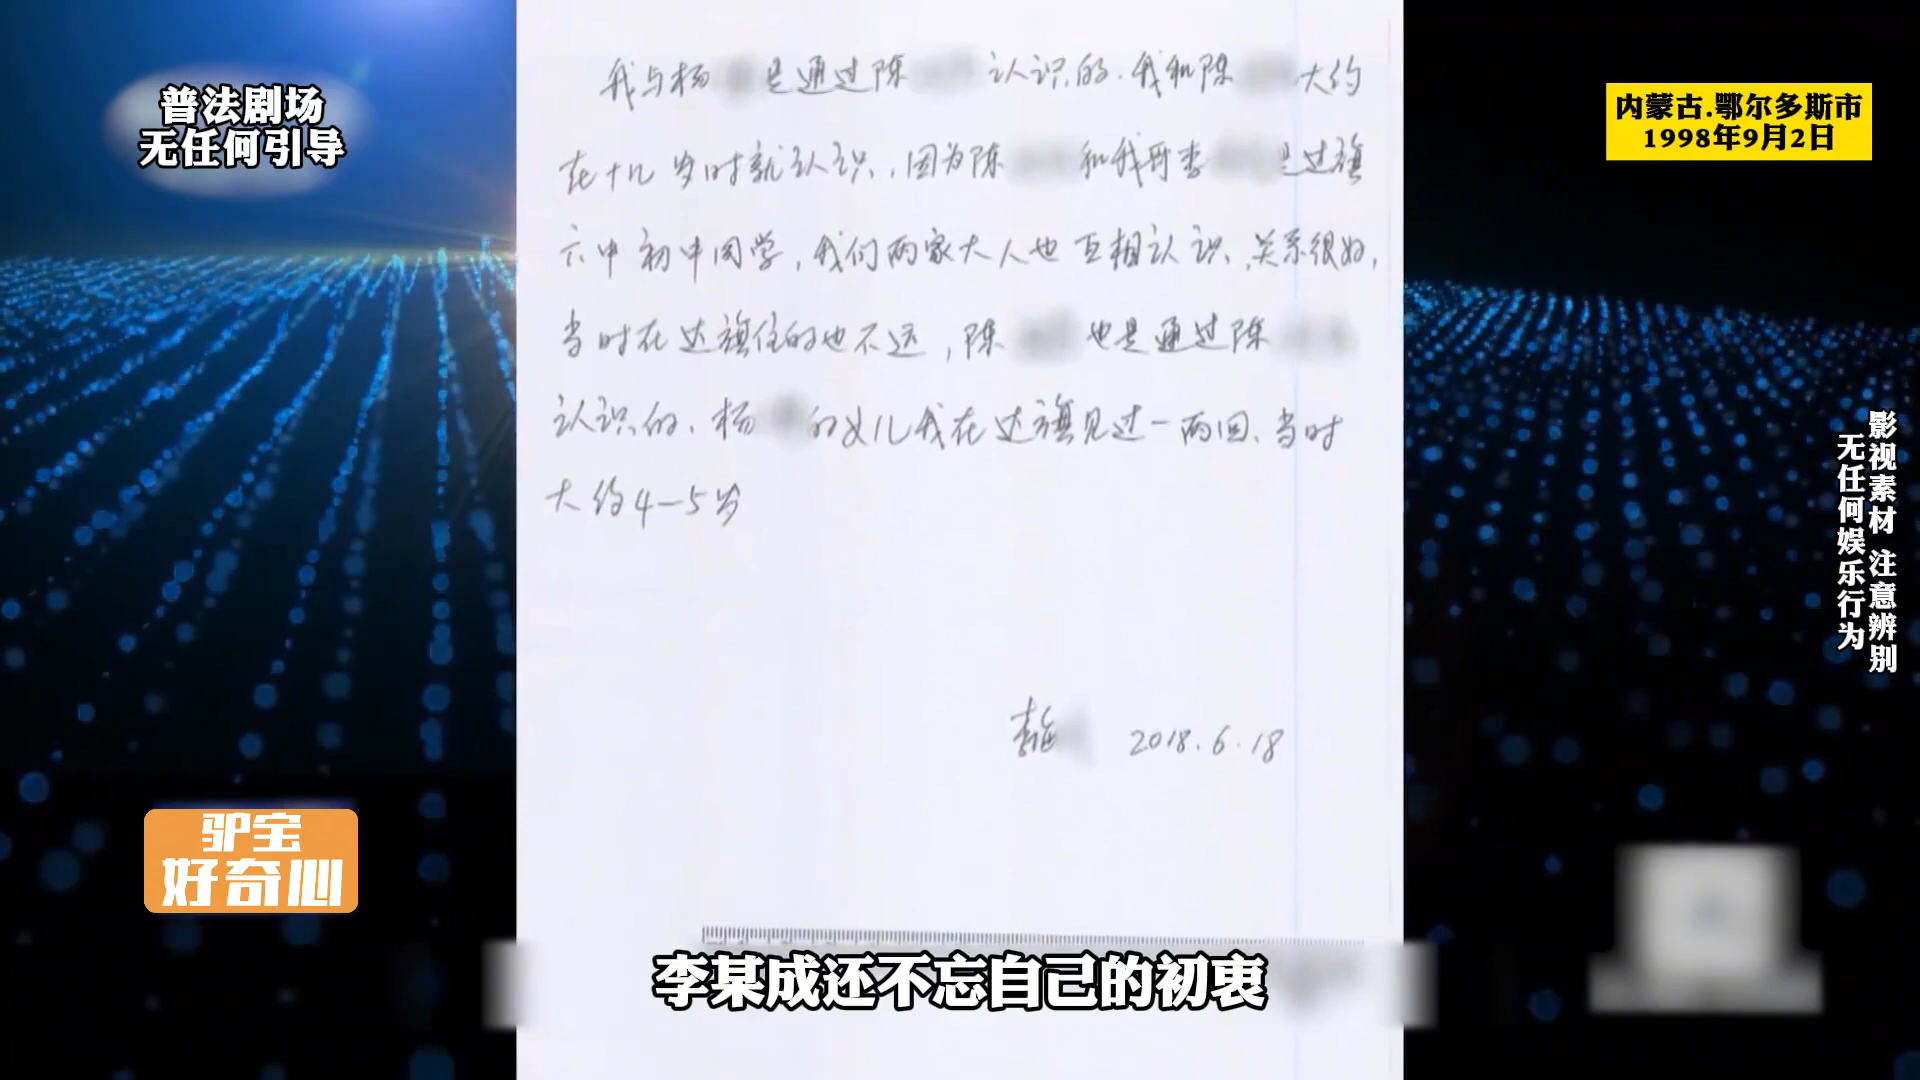 普法剧场
无任何引导
内蒙古.鄂尔多斯市
1998年9月2日
我与杨 是通过陈 认识的.我和陈 大约
在十几岁时就认识,因为陈 和我哥李 是达旗
六中初中同学,我们两家大人也互相认识,关系很好,
当时在达旗住的也不远,陈 也是通过陈
认识的、杨 的女儿我在达旗见过一两回、当时
大约4—5岁
李 2018.6.18
影视素材 注意辨别
无任何娱乐行为
驴宝
好奇心
李某成还不忘自己的初衷